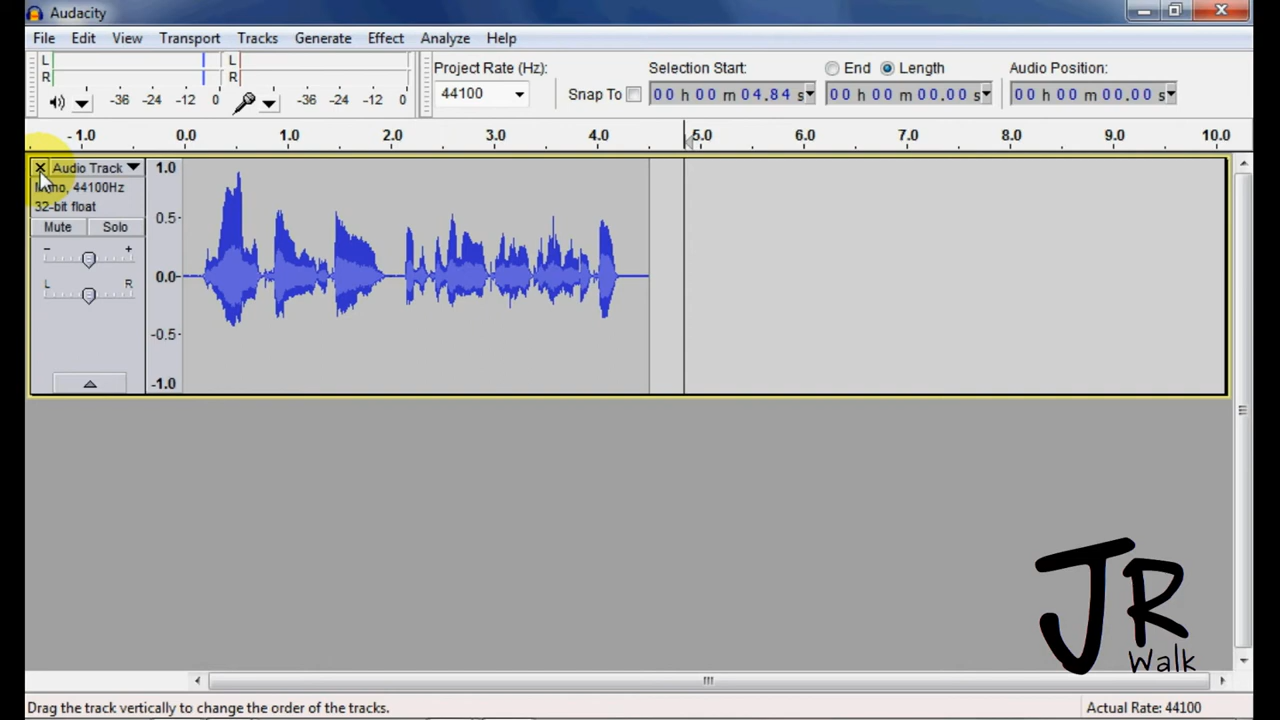 Audacity
File Edit View Transport Tracks Generate Effect Analyze Help
L
R
-36 -24 -12 0
L
R
-36 -24 -12 0
Project Rate (Hz):
44100
Snap To
Selection Start:
00 h 00 m 04.84 s
End Length
00 h 00 m 00.00 s
Audio Position:
00 h 00 m 00.00 s
-1.0 0.0 1.0 2.0 3.0 4.0 5.0 6.0 7.0 8.0 9.0 10.0
Audio Track
Mono, 44100Hz
32-bit float
Mute Solo
- +
L R
1.0
0.5
0.0
-0.5
-1.0
JR
Walk
Drag the track vertically to change the order of the tracks.
Actual Rate: 44100